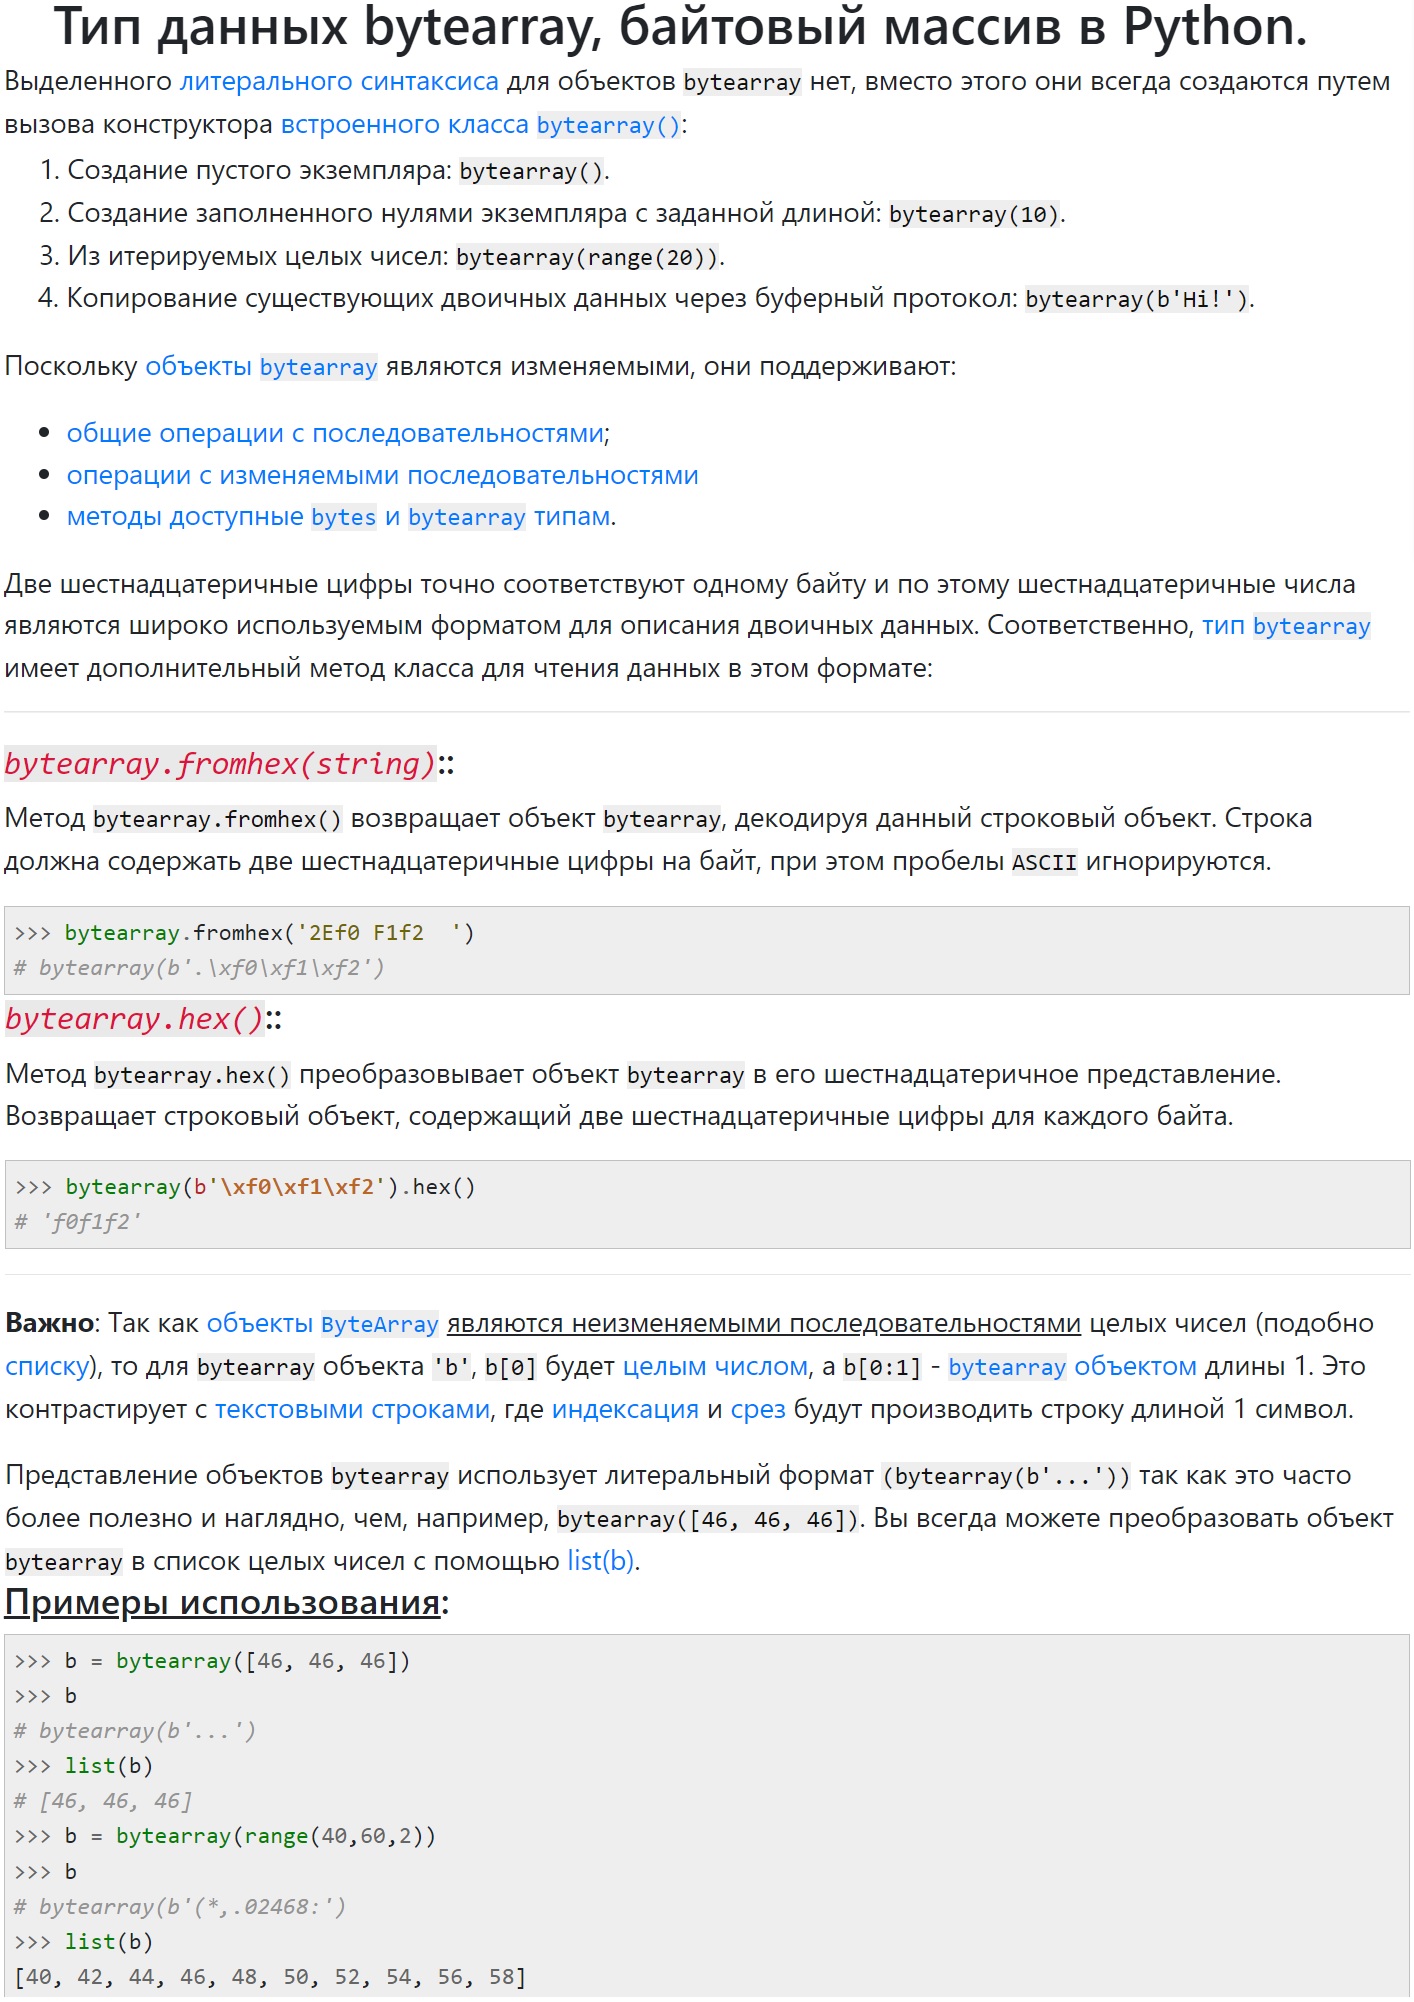 Тип данных bytearray, байтовый массив в Python.
Выделенного литерального синтаксиса для объектов bytearray нет, вместо этого они всегда создаются путем
вызова конструктора встроенного класса bytearray():
1. Создание пустого экземпляра: bytearray().
2. Создание заполненного нулями экземпляра с заданной длиной: bytearray(10).
3. Из итерируемых целых чисел: bytearray(range(20)).
4. Копирование существующих двоичных данных через буферный протокол: bytearray(b'Hi!').
Поскольку объекты bytearray являются изменяемыми, они поддерживают:
• общие операции с последовательностями;
• операции с изменяемыми последовательностями
• методы доступные bytes и bytearray типам.
Две шестнадцатеричные цифры точно соответствуют одному байту и по этому шестнадцатеричные числа
являются широко используемым форматом для описания двоичных данных. Соответственно, тип bytearray
имеет дополнительный метод класса для чтения данных в этом формате:
bytearray.fromhex(string)::
Метод bytearray.fromhex() возвращает объект bytearray, декодируя данный строковый объект. Строка
должна содержать две шестнадцатеричные цифры на байт, при этом пробелы ASCII игнорируются.
>>> bytearray.fromhex('2Ef0 F1f2  ')
# bytearray(b'.\xf0\xf1\xf2')
bytearray.hex()::
Метод bytearray.hex() преобразовывает объект bytearray в его шестнадцатеричное представление.
Возвращает строковый объект, содержащий две шестнадцатеричные цифры для каждого байта.
>>> bytearray(b'\xf0\xf1\xf2').hex()
# 'f0f1f2'
Важно: Так как объекты ByteArray являются неизменяемыми последовательностями целых чисел (подобно
списку), то для bytearray объекта 'b', b[0] будет целым числом, а b[0:1] - bytearray объектом длины 1. Это
контрастирует с текстовыми строками, где индексация и срез будут производить строку длиной 1 символ.
Представление объектов bytearray использует литеральный формат (bytearray(b'...')) так как это часто
более полезно и наглядно, чем, например, bytearray([46, 46, 46]). Вы всегда можете преобразовать объект
bytearray в список целых чисел с помощью list(b).
Примеры использования:
>>> b = bytearray([46, 46, 46])
>>> b
# bytearray(b'...')
>>> list(b)
# [46, 46, 46]
>>> b = bytearray(range(40,60,2))
>>> b
# bytearray(b'(*,.02468:')
>>> list(b)
[40, 42, 44, 46, 48, 50, 52, 54, 56, 58]